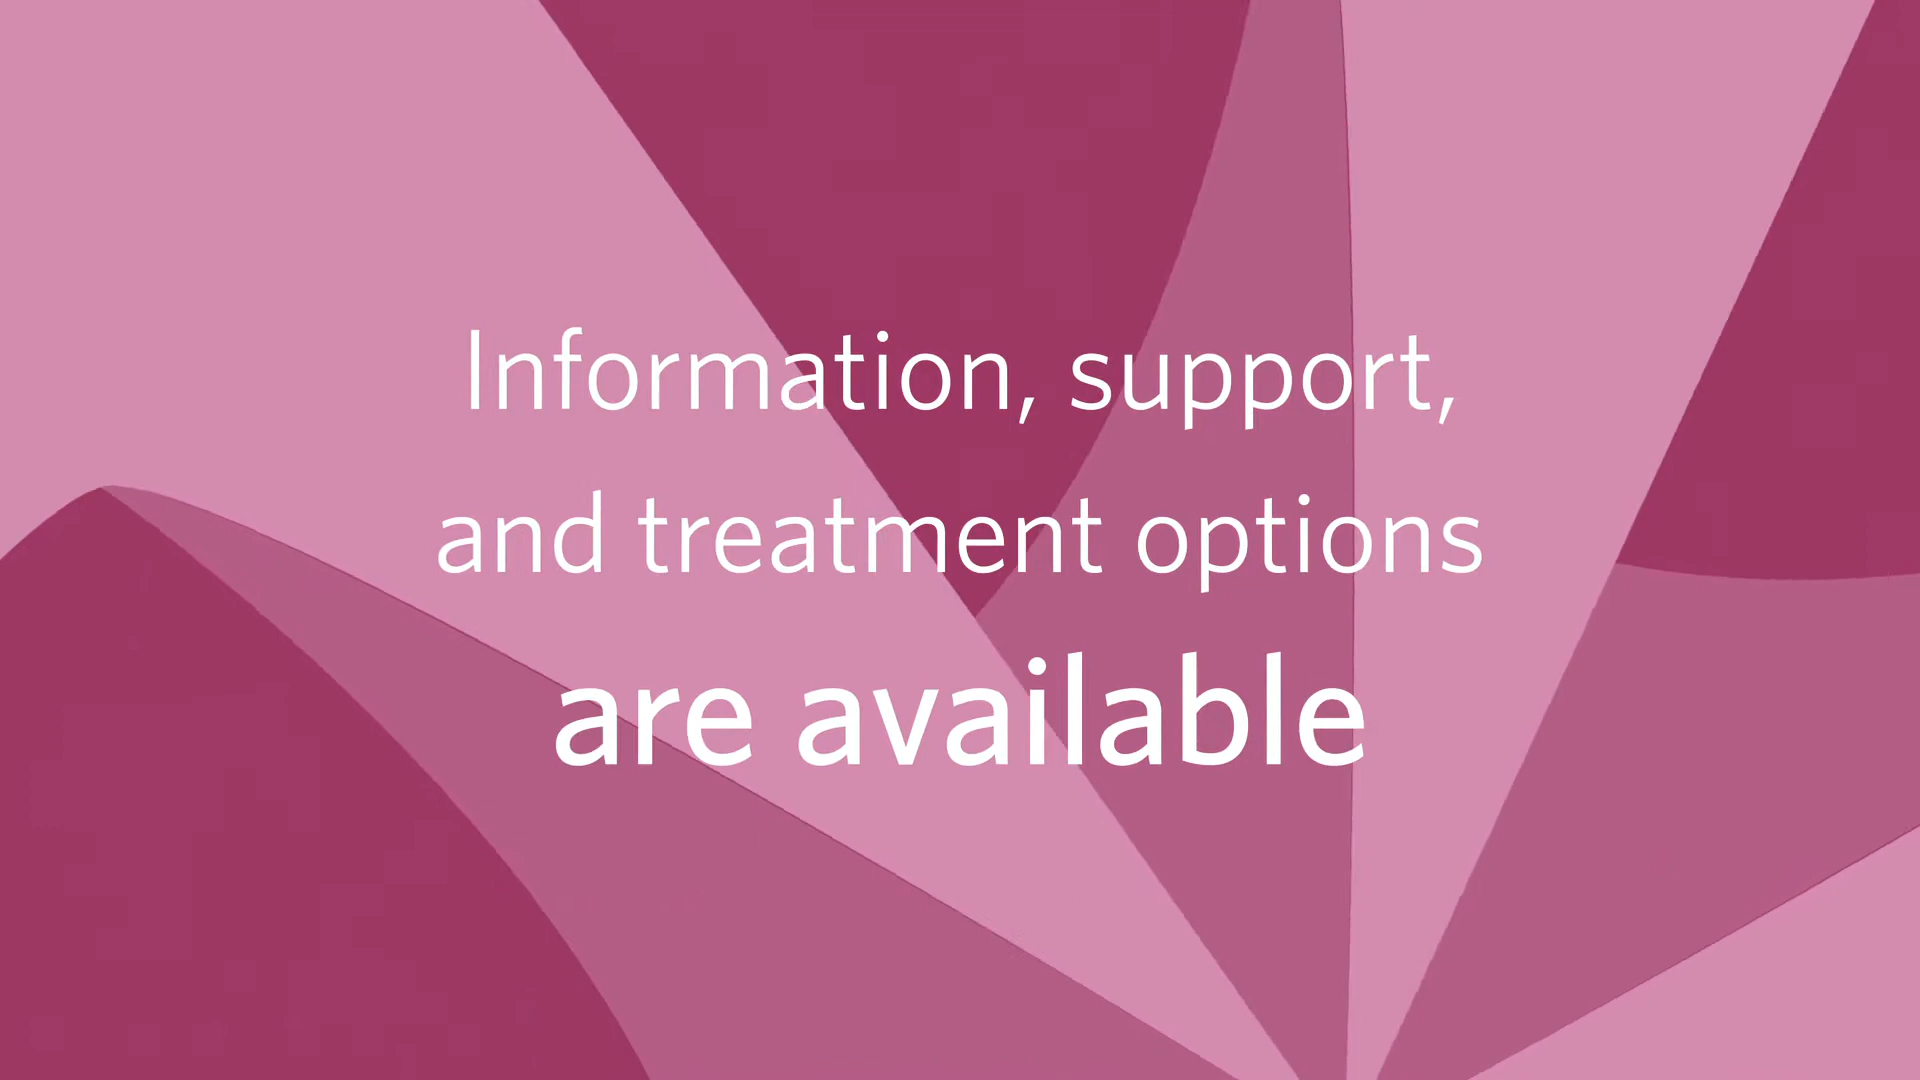 Information, support,
and treatment options
are available